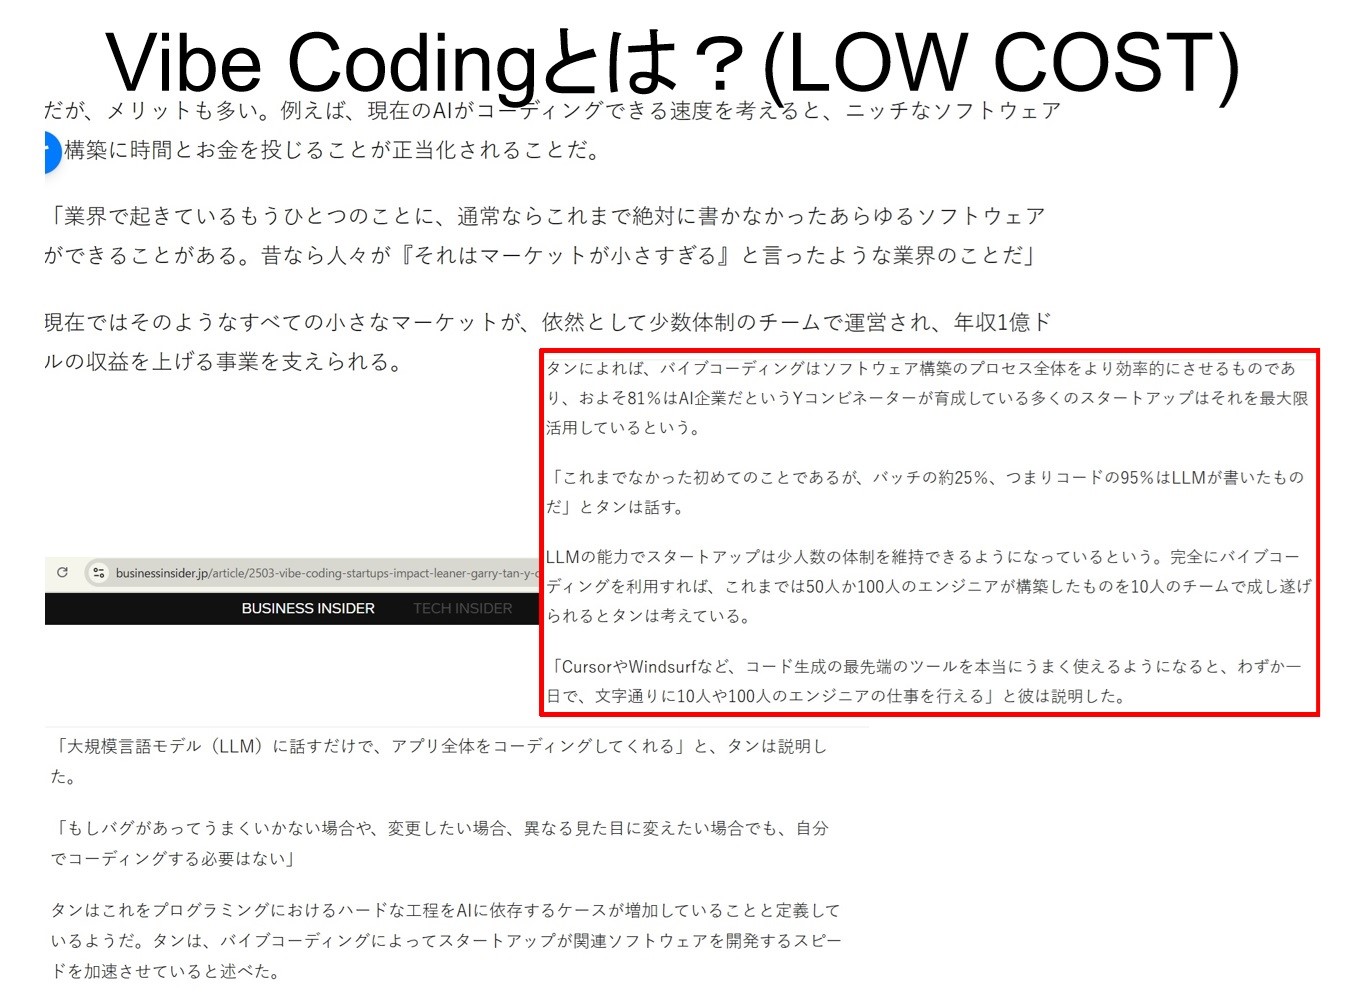 Vibe Codingとは？(LOW COST)
だが、メリットも多い。例えば、現在のAIがコーディングできる速度を考えると、ニッチなソフトウェア
構築に時間とお金を投じることが正当化されることだ。
「業界で起きているもうひとつのことに、通常ならこれまで絶対に書かなかったあらゆるソフトウェア
ができることがある。昔なら人々が『それはマーケットが小さすぎる』と言ったような業界のことだ」
現在ではそのようなすべての小さなマーケットが、依然として少数体制のチームで運営され、年収1億ド
ルの収益を上げる事業を支えられる。
タンによれば、バイブコーディングはソフトウェア構築のプロセス全体をより効率的にさせるものであ
り、およそ81％はAI企業だというYコンビネーターが育成している多くのスタートアップはそれを最大限
活用しているという。
「これまでなかった初めてのことであるが、バッチの約25％、つまりコードの95％はLLMが書いたもの
だ」とタンは話す。
LLMの能力でスタートアップは少人数の体制を維持できるようになっているという。完全にバイブコー
ディングを利用すれば、これまでは50人か100人のエンジニアが構築したものを10人のチームで成し遂げ
られるとタンは考えている。
「CursorやWindsurfなど、コード生成の最先端のツールを本当にうまく使えるようになると、わずか一
日で、文字通りに10人や100人のエンジニアの仕事を行える」と彼は説明した。
businessinsider.jp/article/2503-vibe-coding-startups-impact-leaner-garry-tan-y-c
BUSINESS INSIDER TECH INSIDER
「大規模言語モデル（LLM）に話すだけで、アプリ全体をコーディングしてくれる」と、タンは説明し
た。
「もしバグがあってうまくいかない場合や、変更したい場合、異なる見た目に変えたい場合でも、自分
でコーディングする必要はない」
タンはこれをプログラミングにおけるハードな工程をAIに依存するケースが増加していることと定義して
いるようだ。タンは、バイブコーディングによってスタートアップが関連ソフトウェアを開発するスピー
ドを加速させていると述べた。